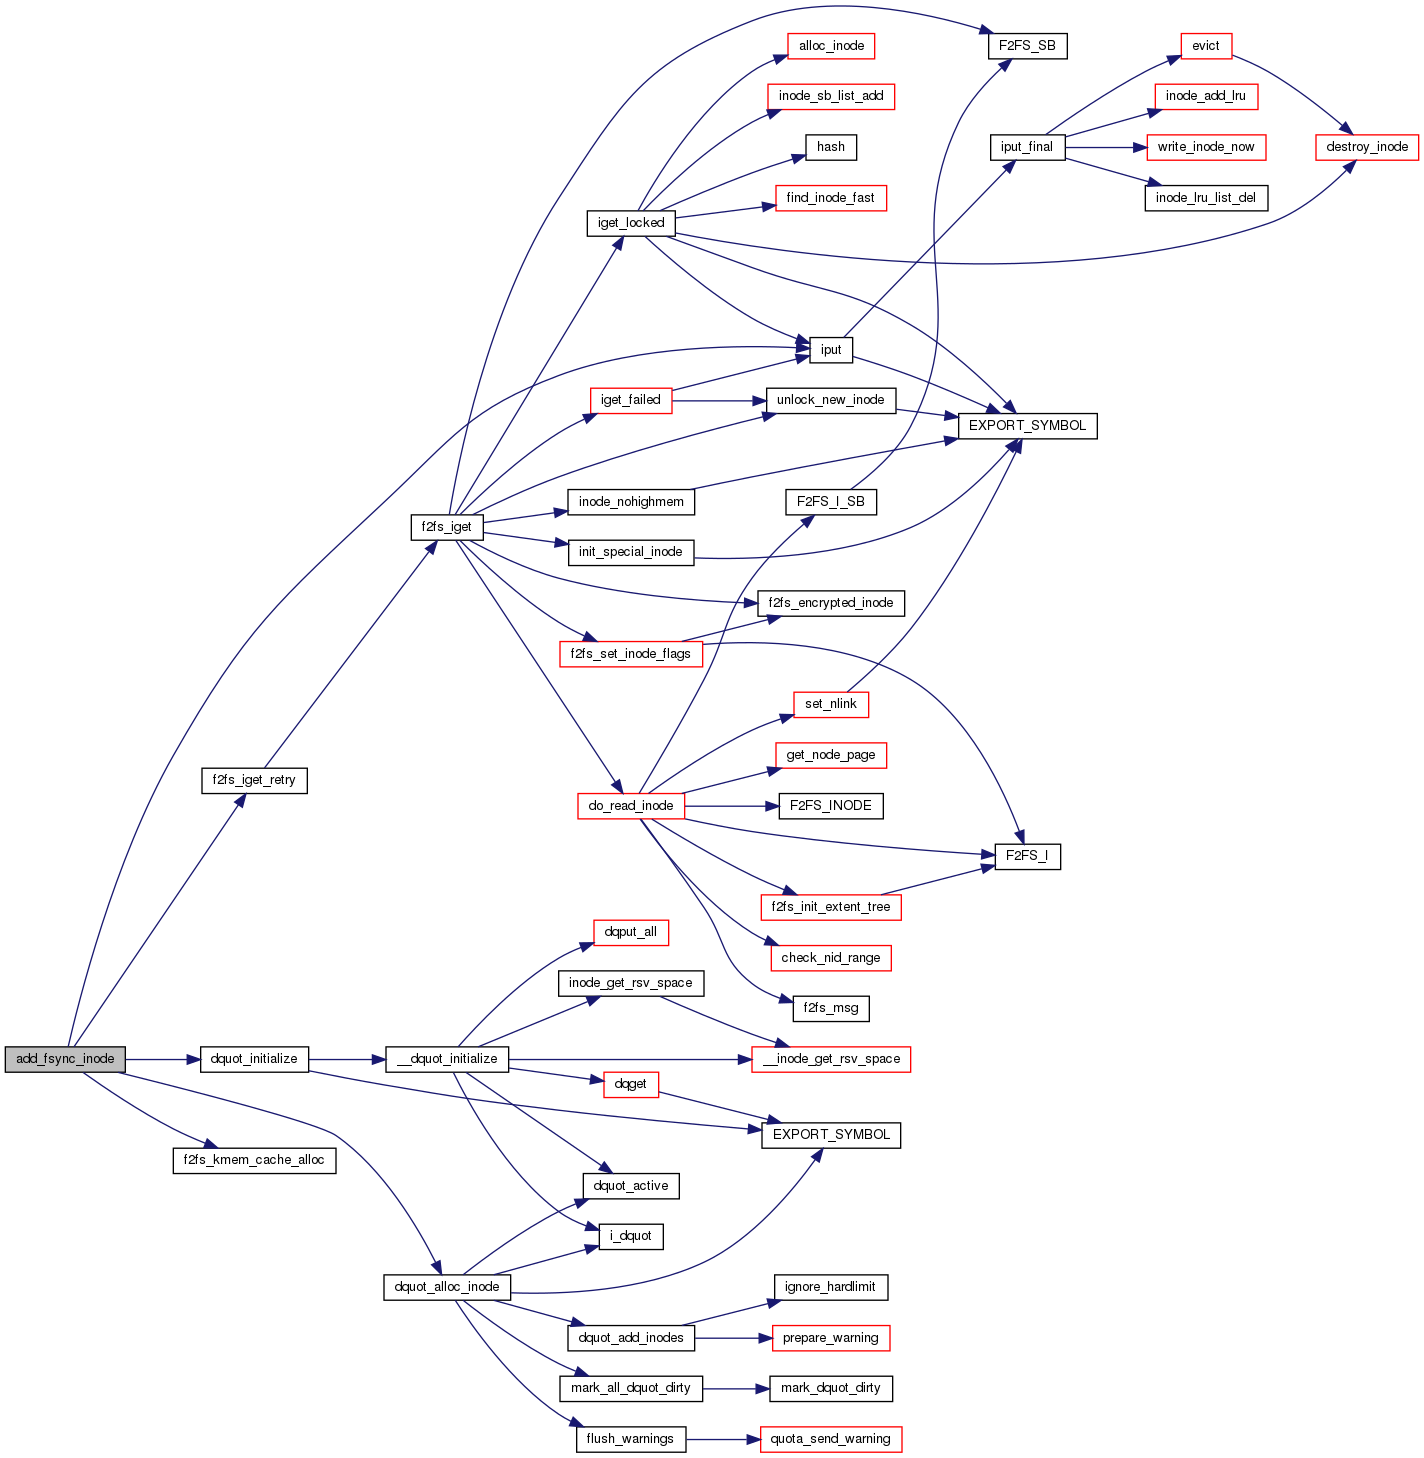 F2FS_SB
alloc_inode
evict
inode_sb_list_add
inode_add_lru
hash
iput_final
write_inode_now
destroy_inode
find_inode_fast
inode_lru_list_del
iget_locked
iput
iget_failed
unlock_new_inode
EXPORT_SYMBOL
inode_nohighmem
F2FS_I_SB
f2fs_iget
init_special_inode
f2fs_encrypted_inode
f2fs_set_inode_flags
set_nlink
get_node_page
f2fs_iget_retry
do_read_inode
F2FS_INODE
F2FS_I
f2fs_init_extent_tree
dqput_all
check_nid_range
inode_get_rsv_space
f2fs_msg
add_fsync_inode
dquot_initialize
__dquot_initialize
__inode_get_rsv_space
dqget
EXPORT_SYMBOL
f2fs_kmem_cache_alloc
dquot_active
i_dquot
dquot_alloc_inode
ignore_hardlimit
dquot_add_inodes
prepare_warning
mark_all_dquot_dirty
mark_dquot_dirty
flush_warnings
quota_send_warning